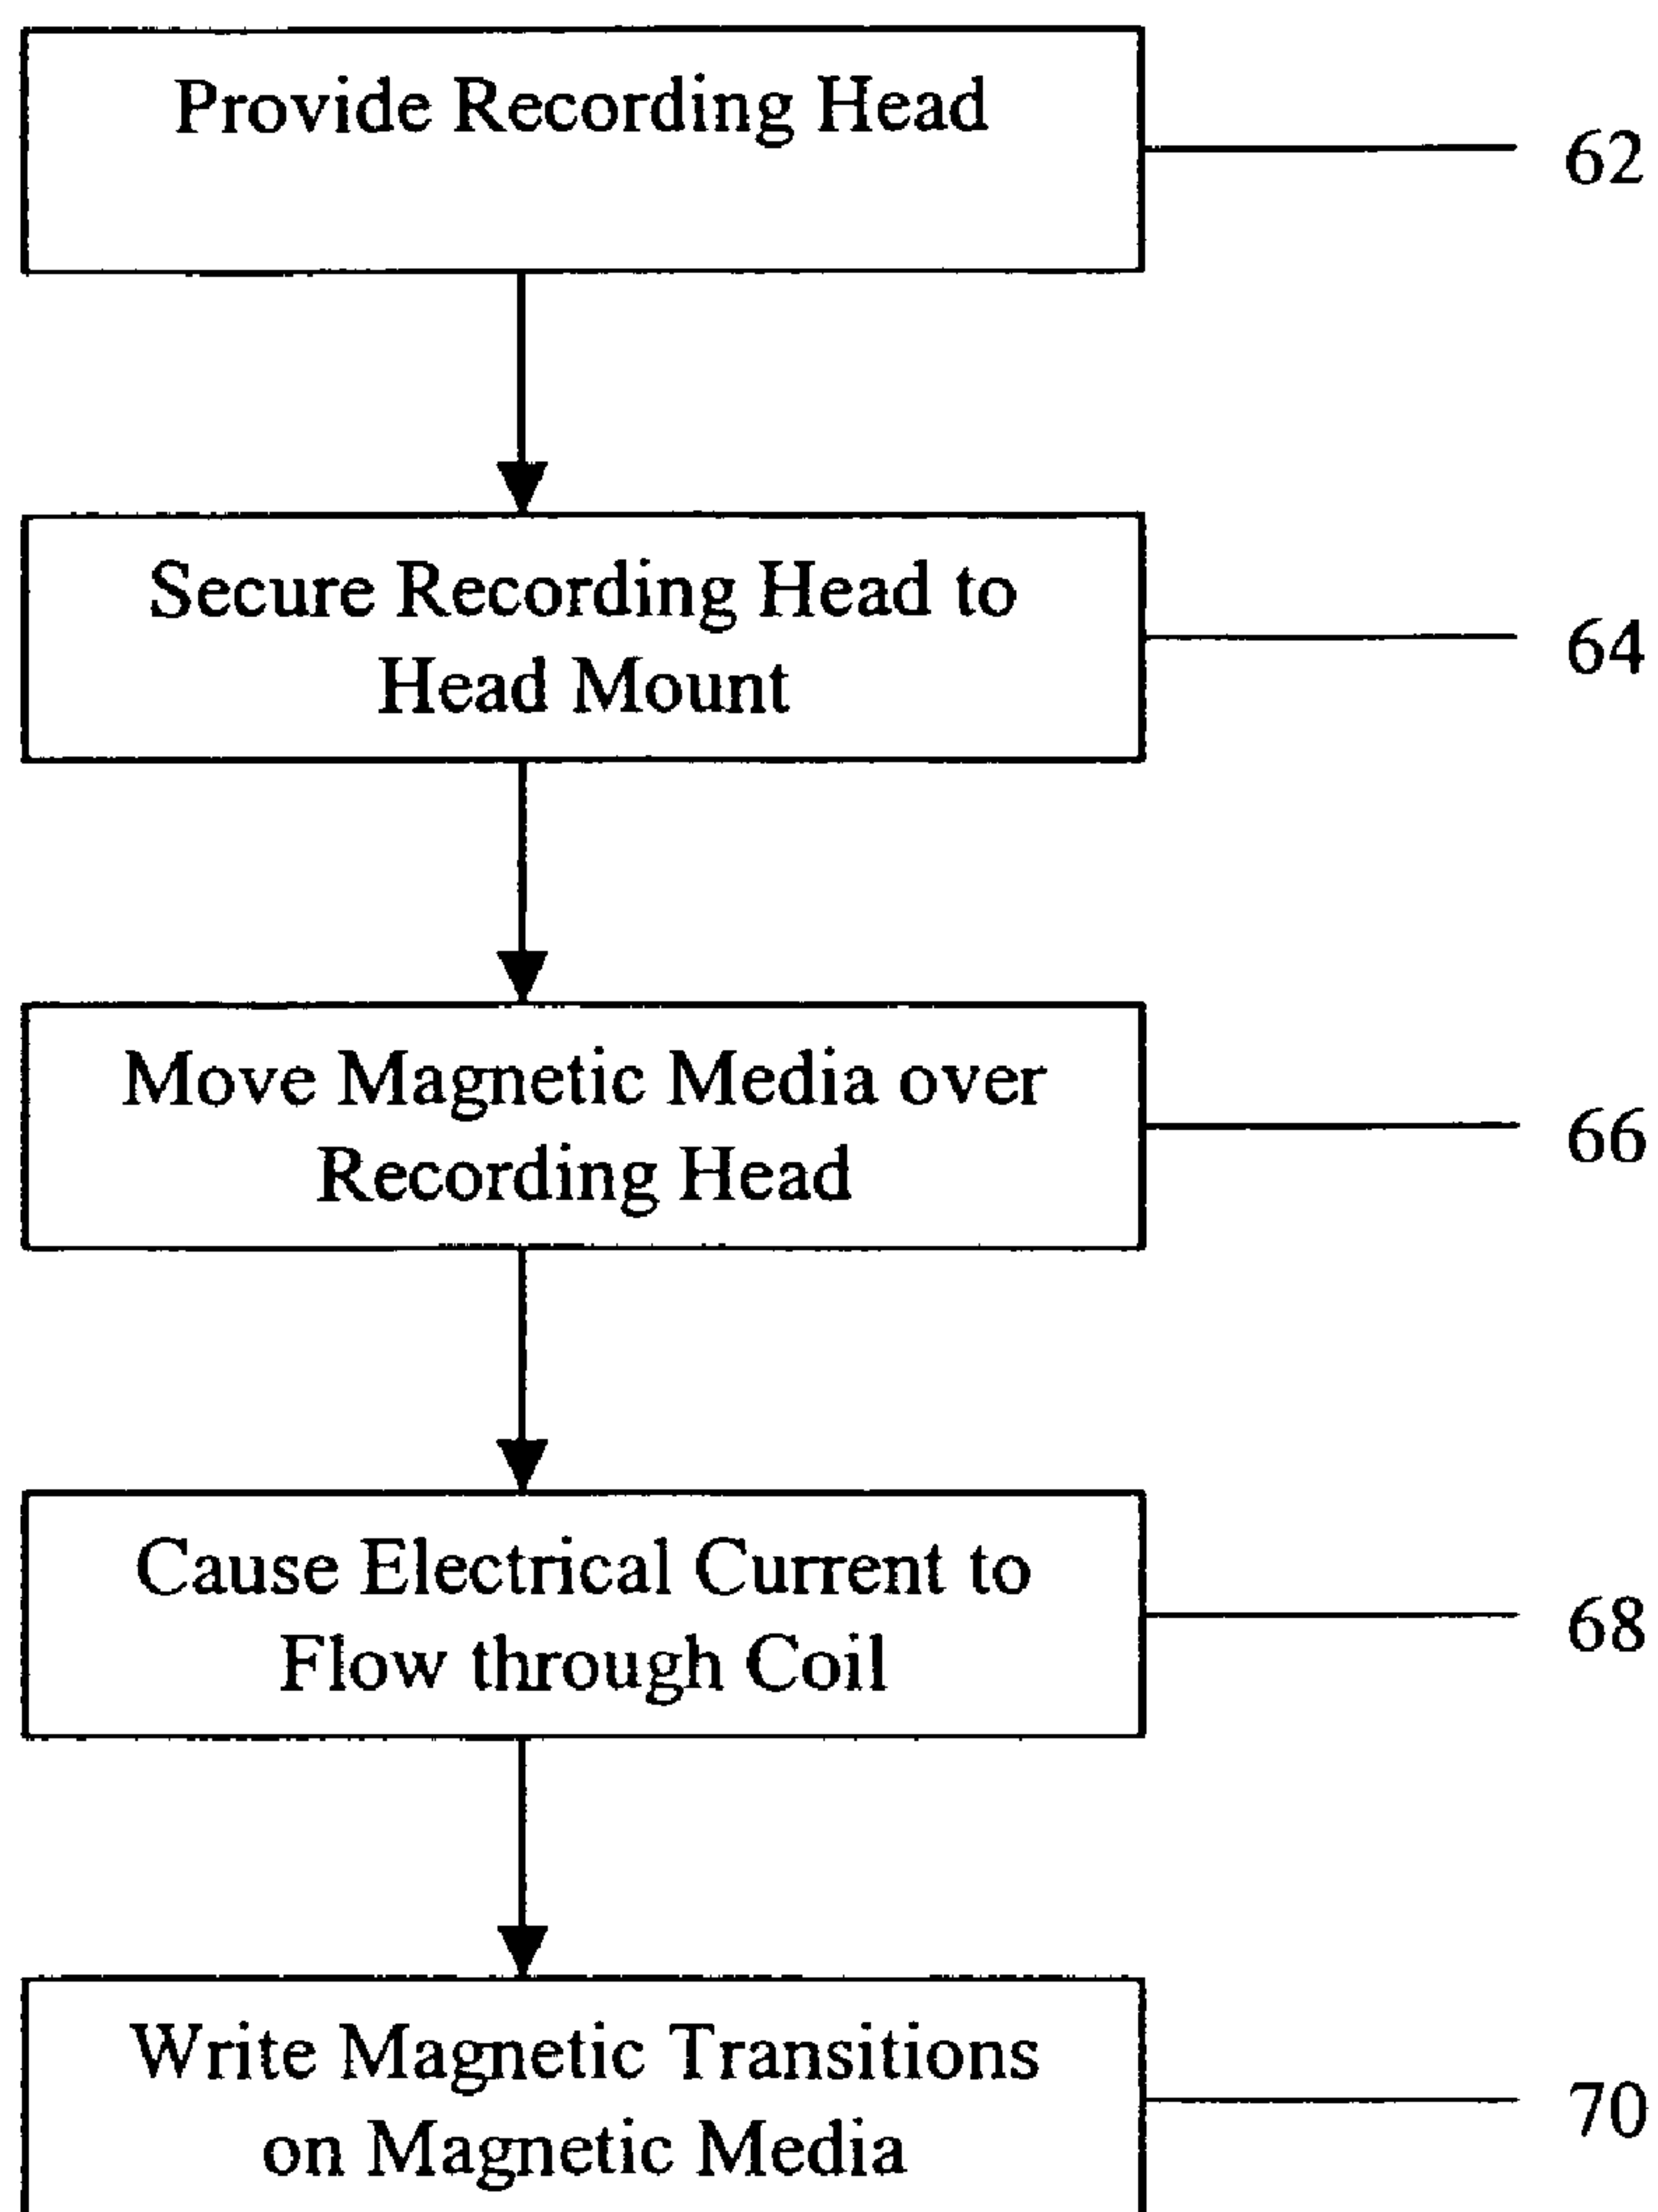 Provide Recording Head
62
Secure Recording Head to
Head Mount
64
Move Magnetic Media over
Recording Head
66
Cause Electrical Current to
Flow through Coil
68
Write Magnetic Transitions
on Magnetic Media
70